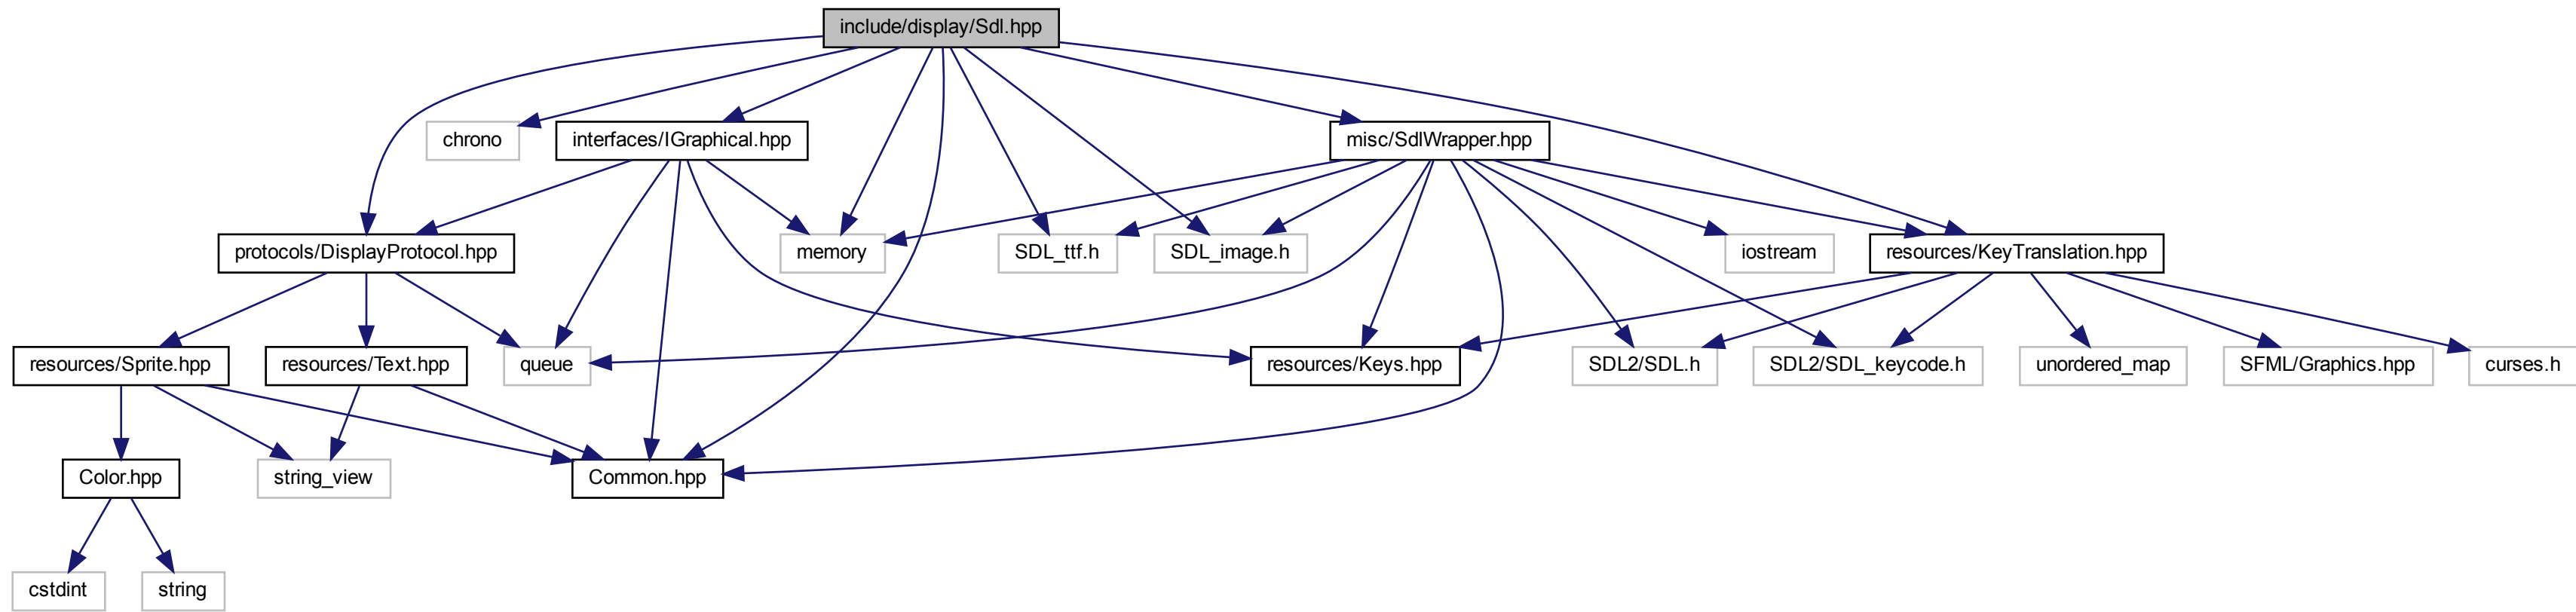 include/display/Sdl.hpp
chrono
interfaces/IGraphical.hpp
misc/SdlWrapper.hpp
protocols/DisplayProtocol.hpp
memory
SDL_ttf.h
SDL_image.h
iostream
resources/KeyTranslation.hpp
resources/Sprite.hpp
resources/Text.hpp
queue
resources/Keys.hpp
SDL2/SDL.h
SDL2/SDL_keycode.h
unordered_map
SFML/Graphics.hpp
curses.h
Color.hpp
string_view
Common.hpp
cstdint
string